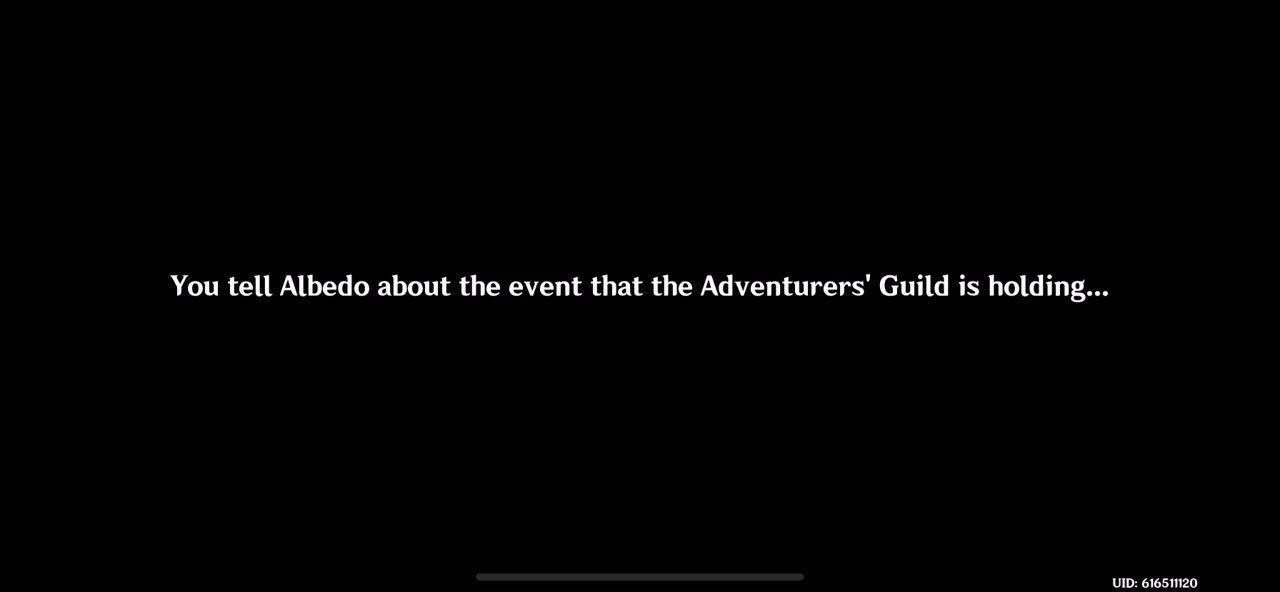 You tell Albedo about the event that the Adventurers' Guild is holding...
UID: 616511120